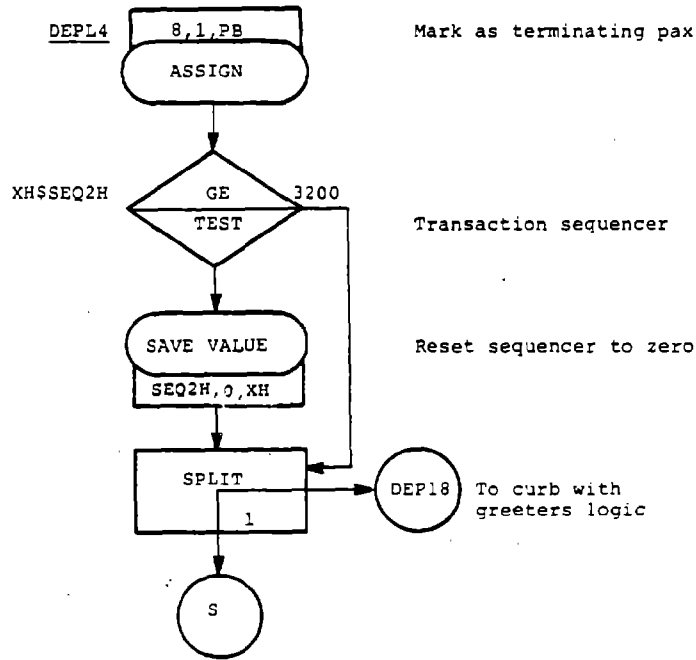 DEPL4 8,1,PB Mark as terminating pax
ASSIGN
XH$SEQ2H GE 3200
TEST Transaction sequencer
SAVE VALUE Reset sequencer to zero
SEQ2H,0,XH
SPLIT
DEP18 To curb with
greeters logic
1
S